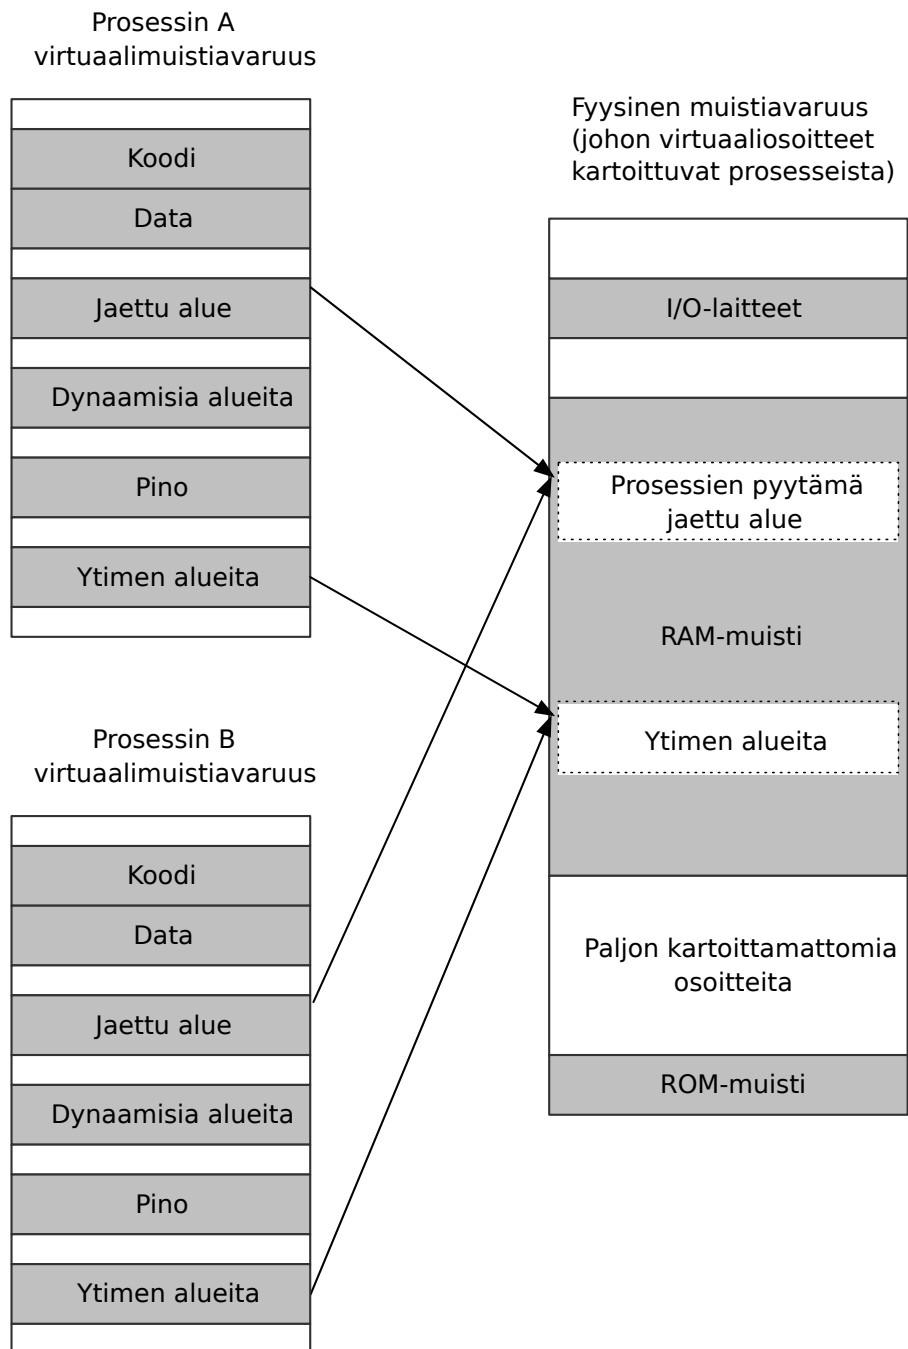 Prosessin A
virtuaalimuistiavaruus
Koodi
Data
Jaettu alue
Dynaamisia alueita
Pino
Ytimen alueita
Prosessin B
virtuaalimuistiavaruus
Koodi
Data
Jaettu alue
Dynaamisia alueita
Pino
Ytimen alueita
Fyysinen muistiavaruus
(johon virtuaaliosoitteet
kartoittuvat prosesseista)
I/O-laitteet
Prosessien pyytämä
jaettu alue
RAM-muisti
Ytimen alueita
Paljon kartoittamattomia
osoitteita
ROM-muisti